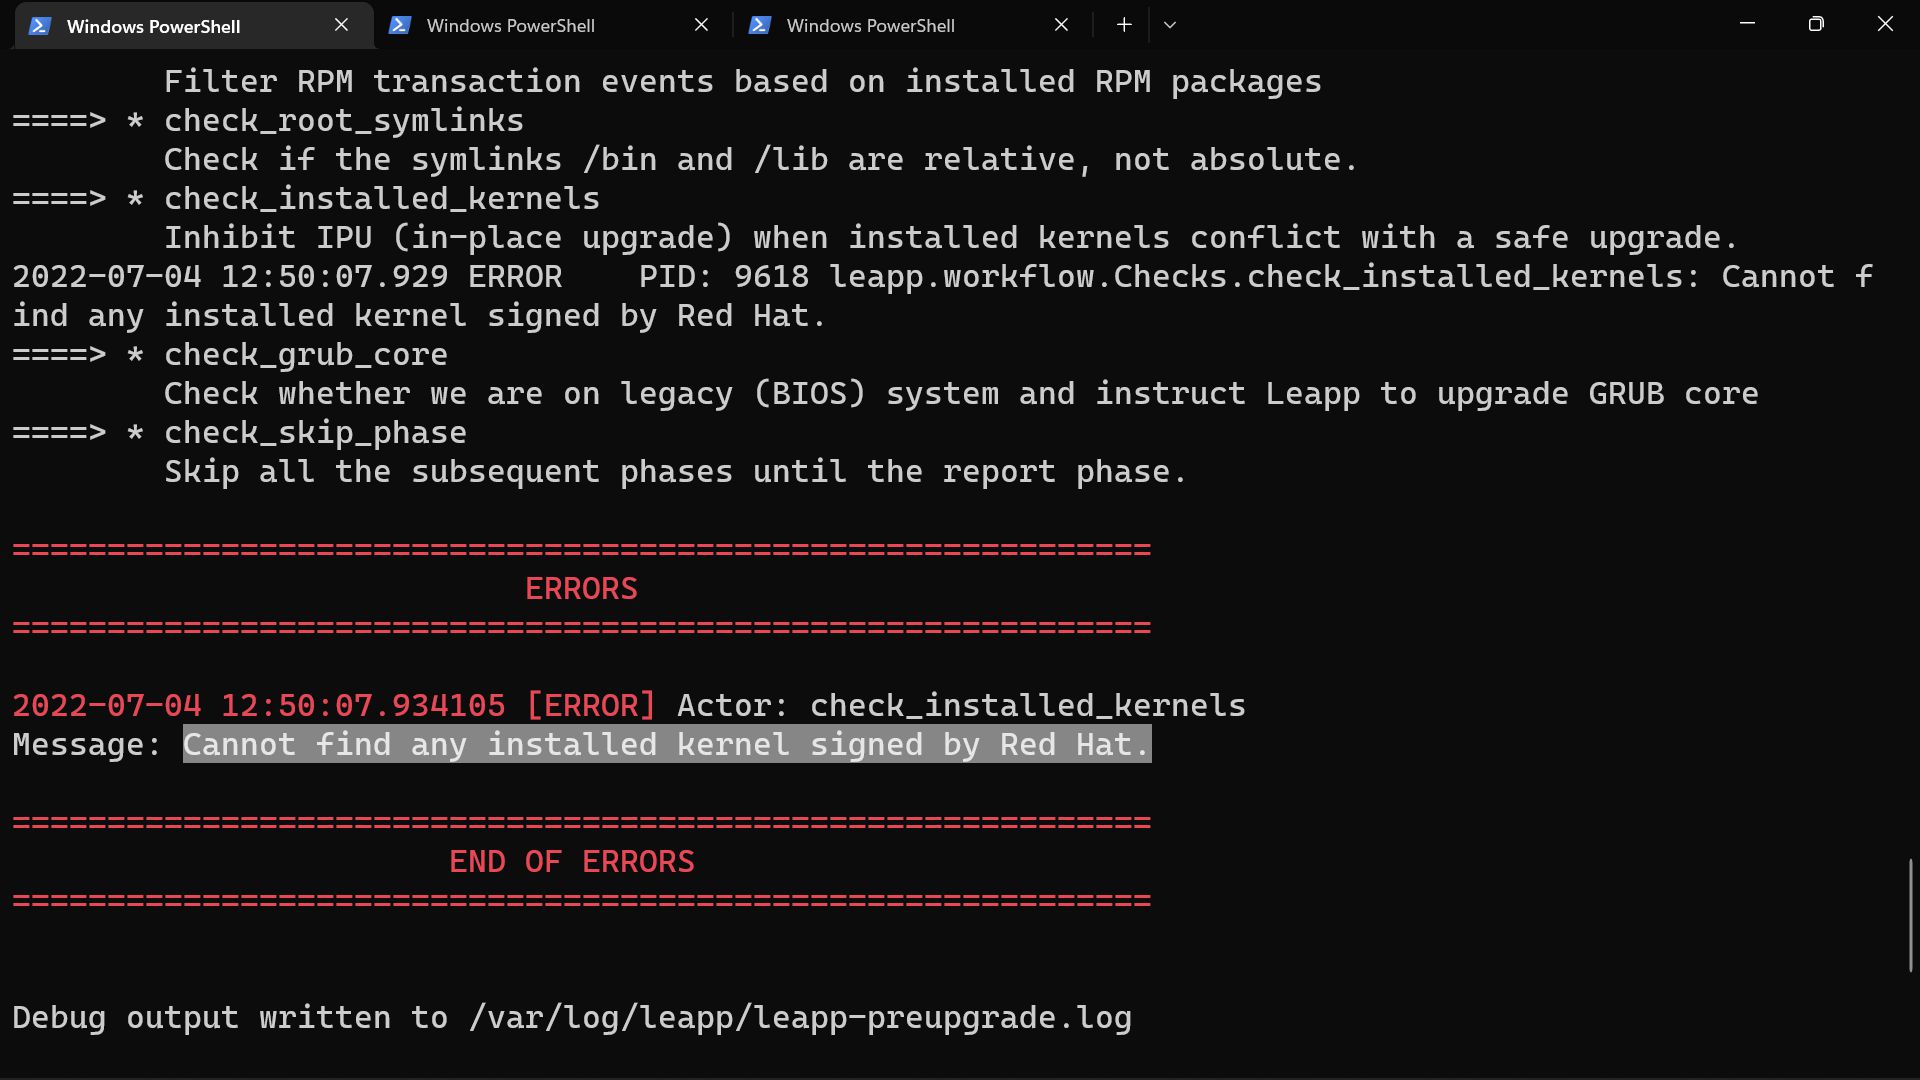 Windows PowerShell
Windows PowerShell
Windows PowerShell
Filter RPM transaction events based on installed RPM packages
====> * check_root_symlinks
Check if the symlinks /bin and /lib are relative, not absolute.
====> * check_installed_kernels
Inhibit IPU (in-place upgrade) when installed kernels conflict with a safe upgrade.
2022-07-04 12:50:07.929 ERROR    PID: 9618 leapp.workflow.Checks.check_installed_kernels: Cannot f
ind any installed kernel signed by Red Hat.
====> * check_grub_core
Check whether we are on legacy (BIOS) system and instruct Leapp to upgrade GRUB core
====> * check_skip_phase
Skip all the subsequent phases until the report phase.
============================================================
ERRORS
============================================================
2022-07-04 12:50:07.934105 [ERROR] Actor: check_installed_kernels
Message: Cannot find any installed kernel signed by Red Hat.
============================================================
END OF ERRORS
============================================================
Debug output written to /var/log/leapp/leapp-preupgrade.log